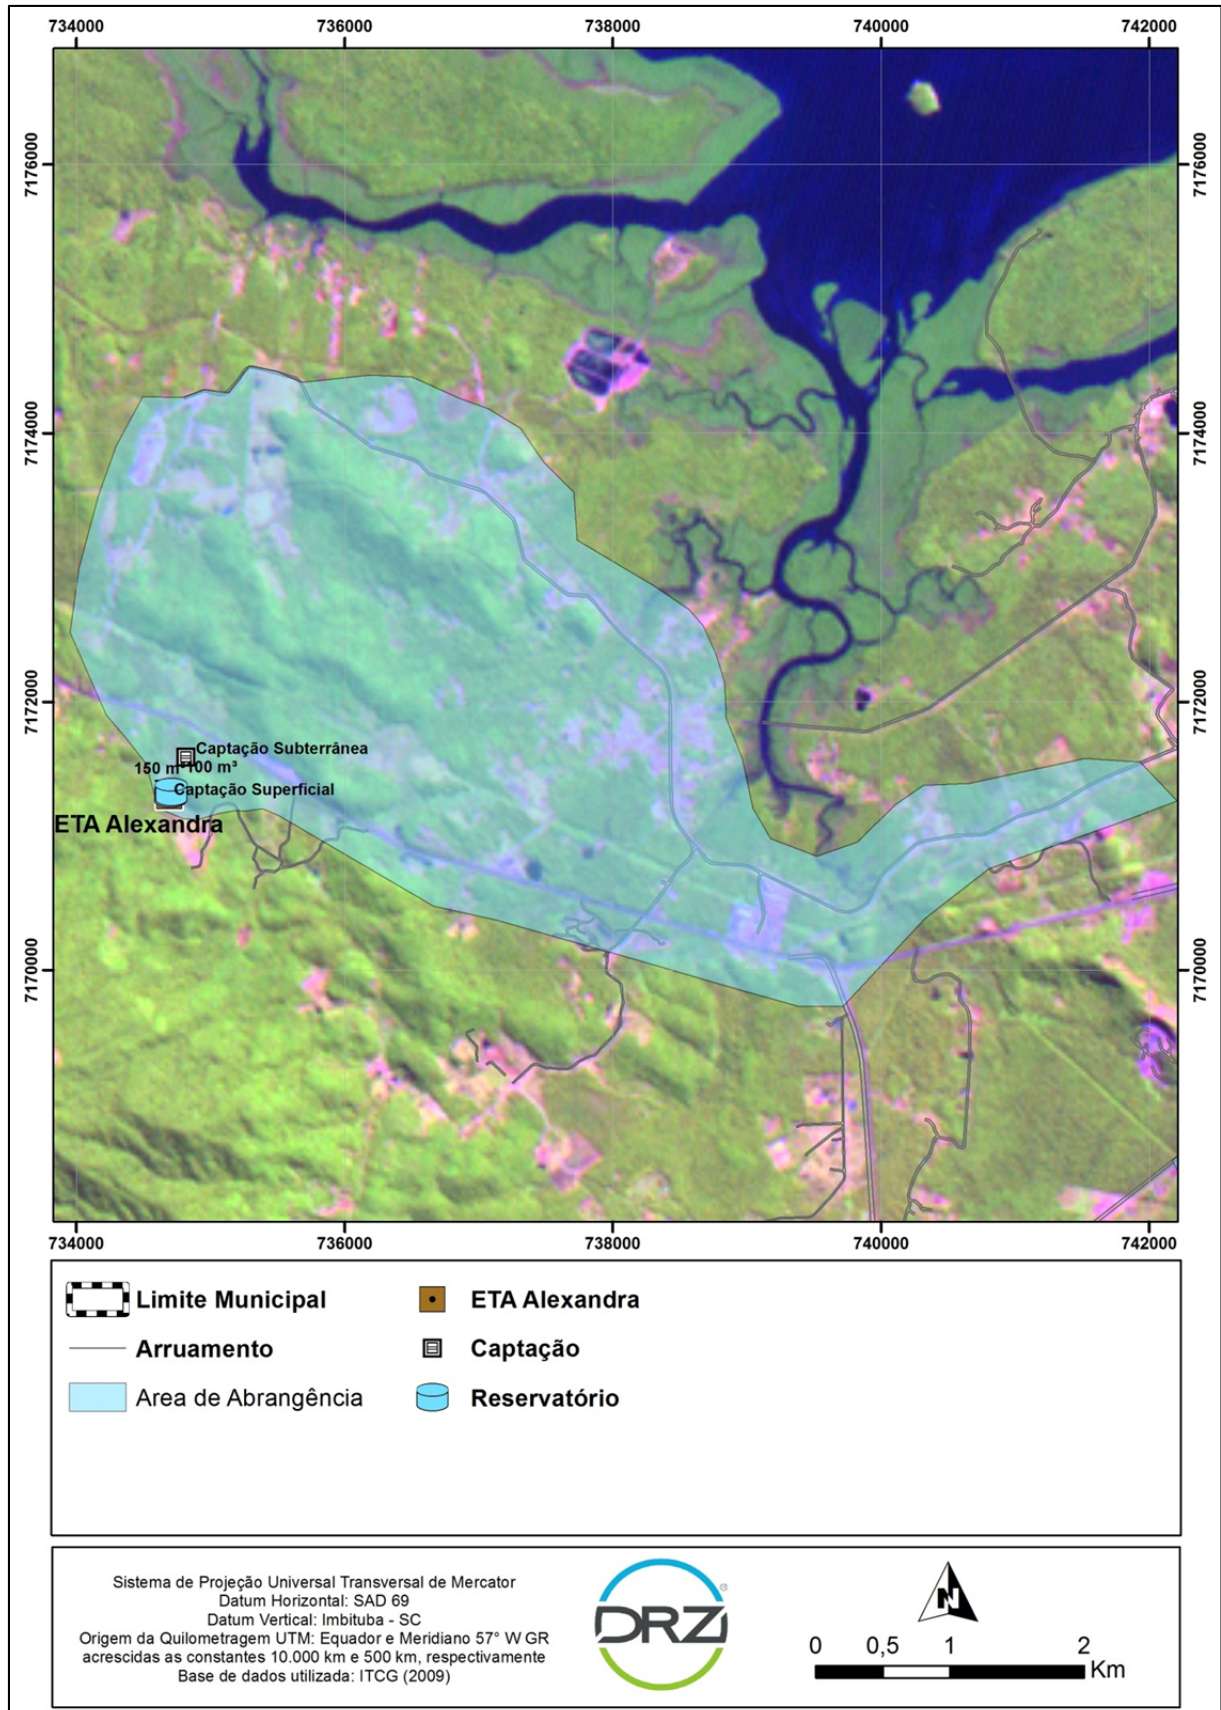 734000 736000 738000 740000 742000
7176000 7176000
7174000 7174000
7172000 7172000
Captação Subterrânea
150 m³ 100 m³
Captação Superficial
ETA Alexandra
7170000 7170000
734000 736000 738000 740000 742000
Limite Municipal
ETA Alexandra
Arruamento
Captação
Area de Abrangência
Reservatório
Sistema de Projeção Universal Transversal de Mercator
Datum Horizontal: SAD 69
Datum Vertical: Imbituba - SC
Origem da Quilometragem UTM: Equador e Meridiano 57° W GR
acrescidas as constantes 10.000 km e 500 km, respectivamente
Base de dados utilizada: ITCG (2009)
DRZ®
N
0 0,5 1 2
Km